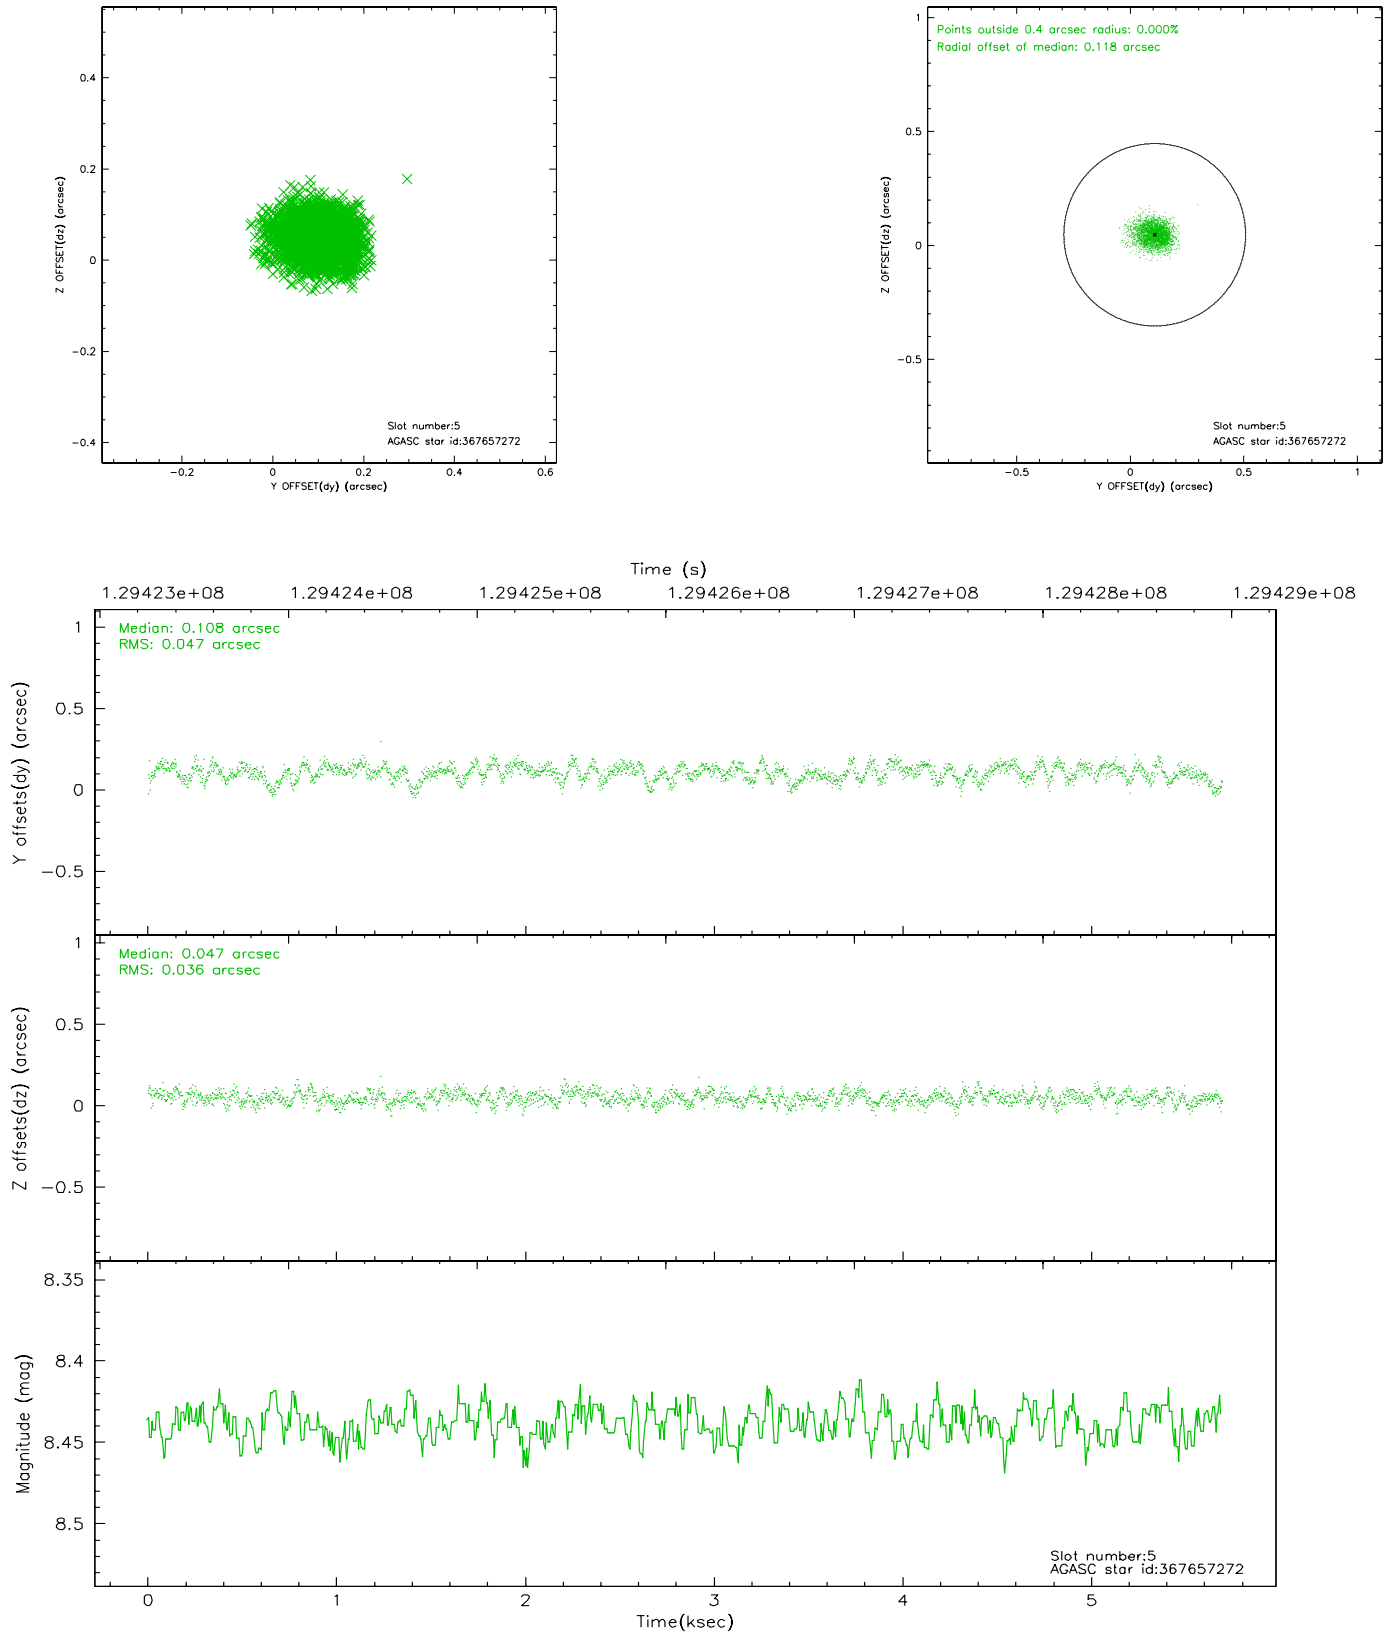 0.4
0.2
0
−0.2
−0.4
Z OFFSET(dz) (arcsec)
Slot number:5
AGASC star id:367657272
−0.2 0 0.2 0.4 0.6
Y OFFSET(dy) (arcsec)
Points outside 0.4 arcsec radius: 0.000%
Radial offset of median: 0.118 arcsec
1
0.5
0
−0.5
Z OFFSET(dz) (arcsec)
Slot number:5
AGASC star id:367657272
−0.5 0 0.5 1
Y OFFSET(dy) (arcsec)
Time (s)
1.29423e+08 1.29424e+08 1.29425e+08 1.29426e+08 1.29427e+08 1.29428e+08 1.29429e+08
Median: 0.108 arcsec
RMS: 0.047 arcsec
1
0.5
0
−0.5
Y offsets(dy) (arcsec)
Median: 0.047 arcsec
RMS: 0.036 arcsec
1
0.5
0
−0.5
Z offsets(dz) (arcsec)
8.35
8.4
8.45
8.5
Magnitude (mag)
Slot number:5
AGASC star id:367657272
0 1 2 3 4 5
Time(ksec)